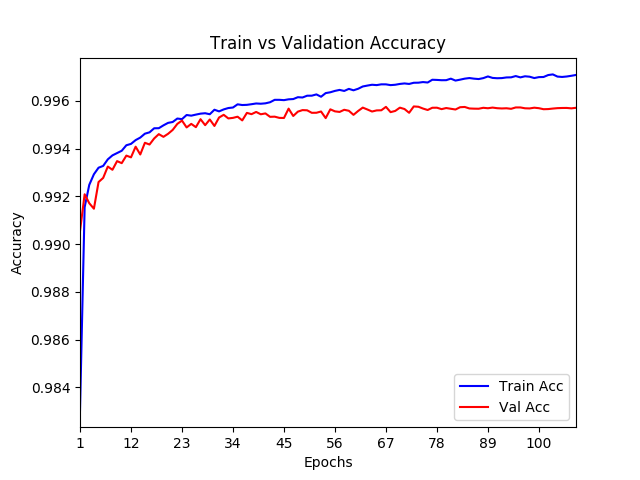 Train vs Validation Accuracy
Accuracy
0.996
0.994
0.992
0.990
0.988
0.986
0.984
Train Acc
Val Acc
1 12 23 34 45 56 67 78 89 100
Epochs